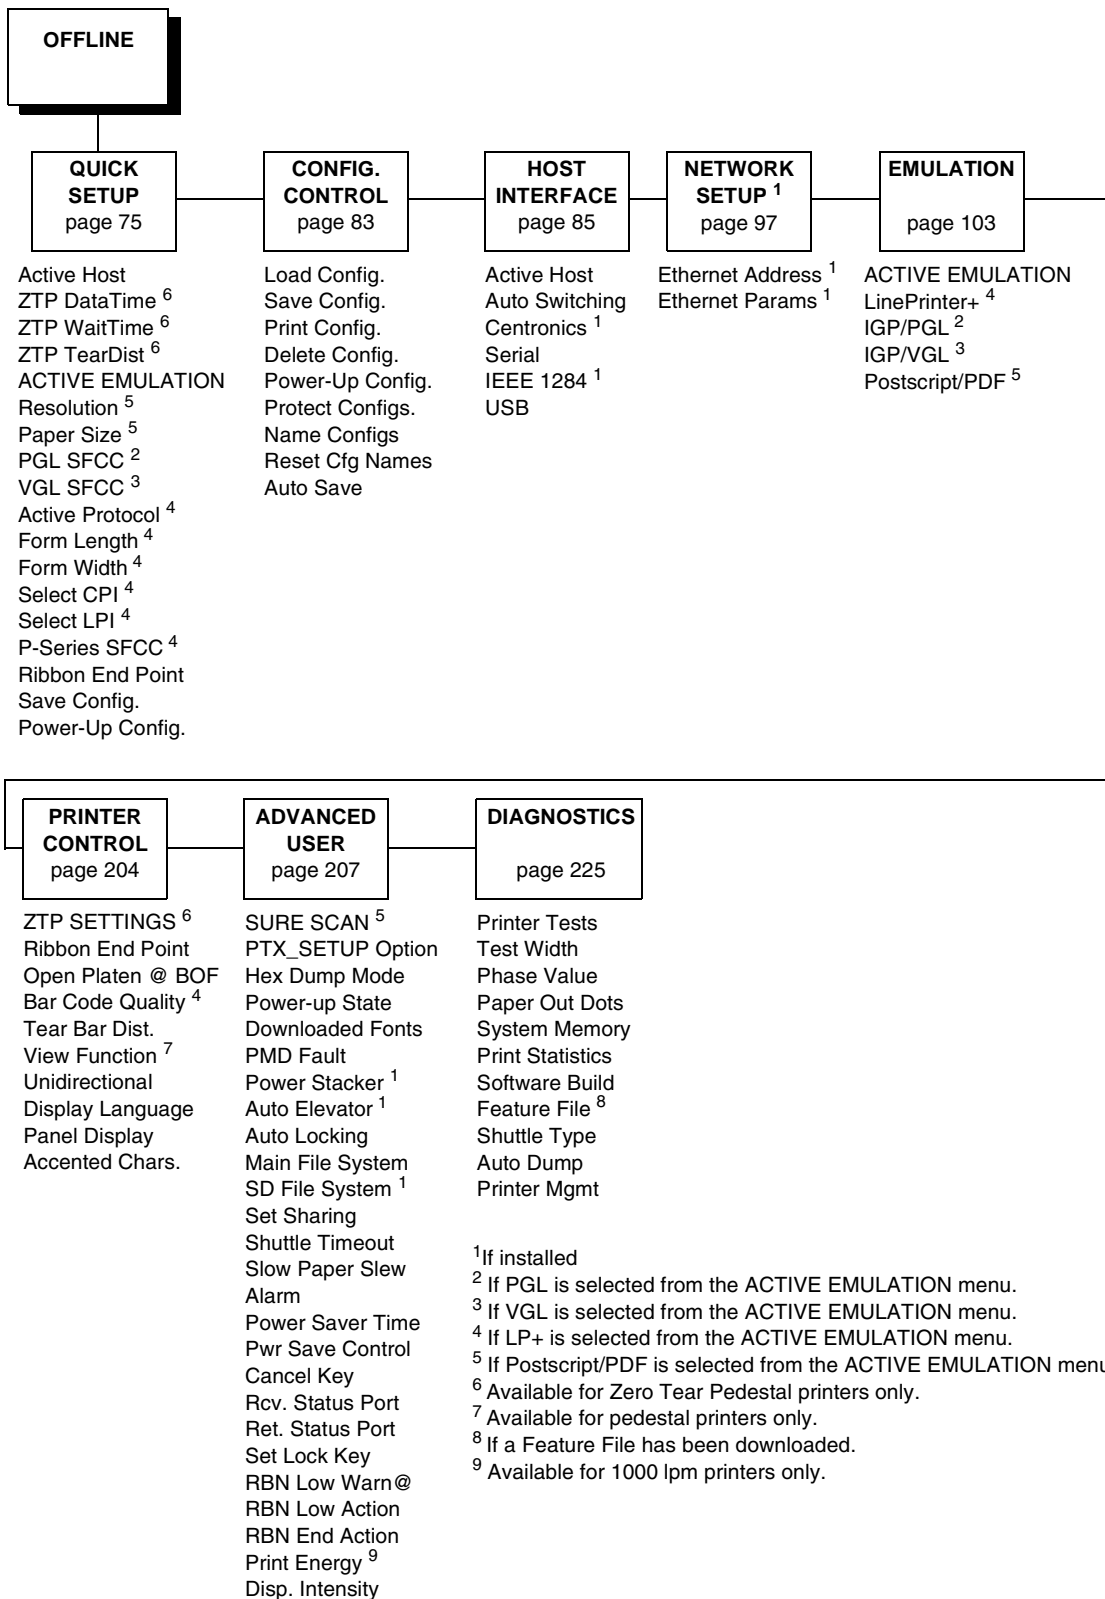 OFFLINE
QUICK
SETUP
page 75
CONFIG.
CONTROL
page 83
HOST
INTERFACE
page 85
NETWORK
SETUP 1
page 97
EMULATION
page 103
Active Host
ZTP DataTime 6
ZTP WaitTime 6
ZTP TearDist 6
ACTIVE EMULATION
Resolution 5
Paper Size 5
PGL SFCC 2
VGL SFCC 3
Active Protocol 4
Form Length 4
Form Width 4
Select CPI 4
Select LPI 4
P-Series SFCC 4
Ribbon End Point
Save Config.
Power-Up Config.
Load Config.
Save Config.
Print Config.
Delete Config.
Power-Up Config.
Protect Configs.
Name Configs
Reset Cfg Names
Auto Save
Active Host
Auto Switching
Centronics 1
Serial
IEEE 1284 1
USB
Ethernet Address 1
Ethernet Params 1
ACTIVE EMULATION
LinePrinter+ 4
IGP/PGL 2
IGP/VGL 3
Postscript/PDF 5
PRINTER
CONTROL
page 204
ADVANCED
USER
page 207
DIAGNOSTICS
page 225
ZTP SETTINGS 6
Ribbon End Point
Open Platen @ BOF
Bar Code Quality 4
Tear Bar Dist.
View Function 7
Unidirectional
Display Language
Panel Display
Accented Chars.
SURE SCAN 5
PTX_SETUP Option
Hex Dump Mode
Power-up State
Downloaded Fonts
PMD Fault
Power Stacker 1
Auto Elevator 1
Auto Locking
Main File System
SD File System 1
Set Sharing
Shuttle Timeout
Slow Paper Slew
Alarm
Power Saver Time
Pwr Save Control
Cancel Key
Rcv. Status Port
Ret. Status Port
Set Lock Key
RBN Low Warn@
RBN Low Action
RBN End Action
Print Energy 9
Disp. Intensity
Printer Tests
Test Width
Phase Value
Paper Out Dots
System Memory
Print Statistics
Software Build
Feature File 8
Shuttle Type
Auto Dump
Printer Mgmt
1If installed
2 If PGL is selected from the ACTIVE EMULATION menu.
3 If VGL is selected from the ACTIVE EMULATION menu.
4 If LP+ is selected from the ACTIVE EMULATION menu.
5 If Postscript/PDF is selected from the ACTIVE EMULATION menu
6 Available for Zero Tear Pedestal printers only.
7 Available for pedestal printers only.
8 If a Feature File has been downloaded.
9 Available for 1000 lpm printers only.